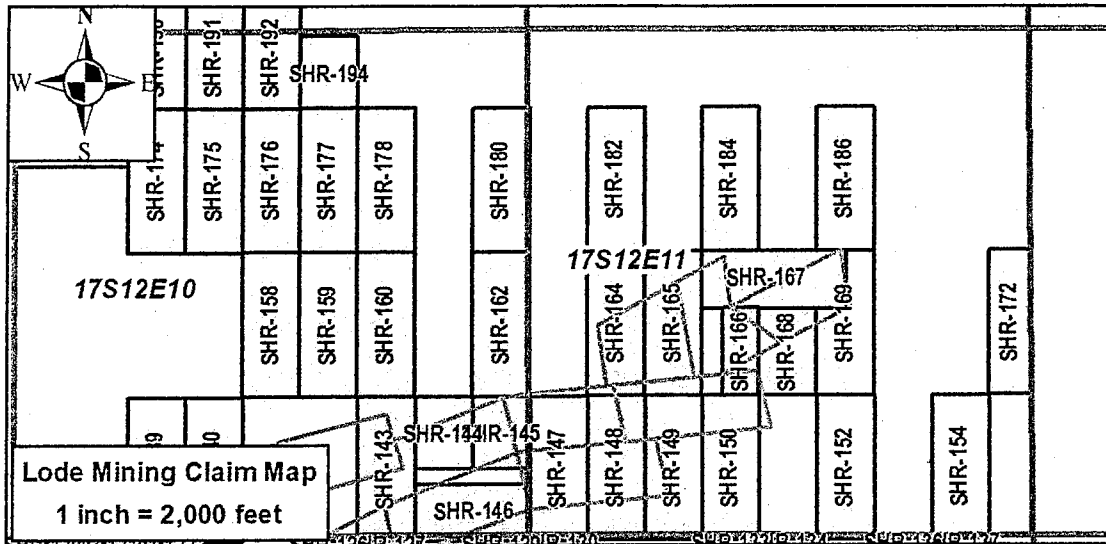 N
W E
S
SHR-191
SHR-192
SHR-194
SHR-175
SHR-176
SHR-177
SHR-178
SHR-180
SHR-182
SHR-184
SHR-186
17S12E10
17S12E11
SHR-158
SHR-159
SHR-160
SHR-162
SHR-164
SHR-165
SHR-166
SHR-167
SHR-168
SHR-169
SHR-172
SHR-143
SHR-144
SHR-146
SHR-147
SHR-148
SHR-149
SHR-150
SHR-152
SHR-154
Lode Mining Claim Map
1 inch = 2,000 feet